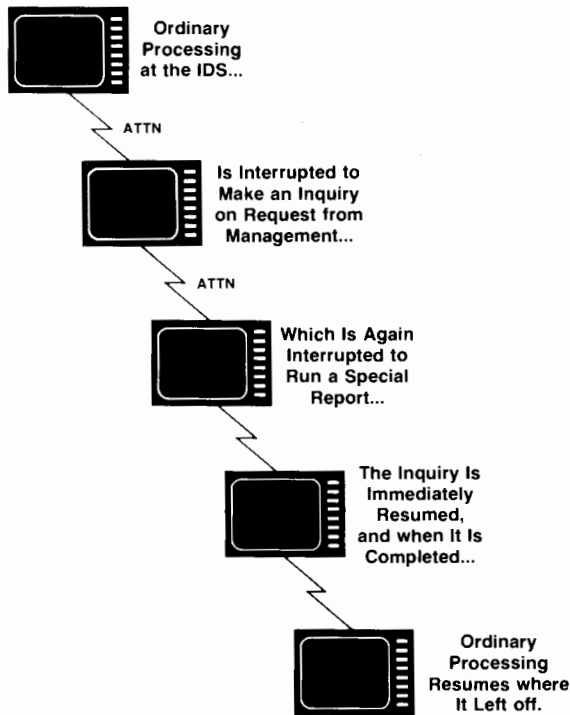 Ordinary
Processing
at the IDS...
ATTN
Is Interrupted to
Make an Inquiry
on Request from
Management...
ATTN
Which Is Again
Interrupted to
Run a Special
Report...
The Inquiry Is
Immediately
Resumed,
and when It Is
Completed...
Ordinary
Processing
Resumes where
It Left off.